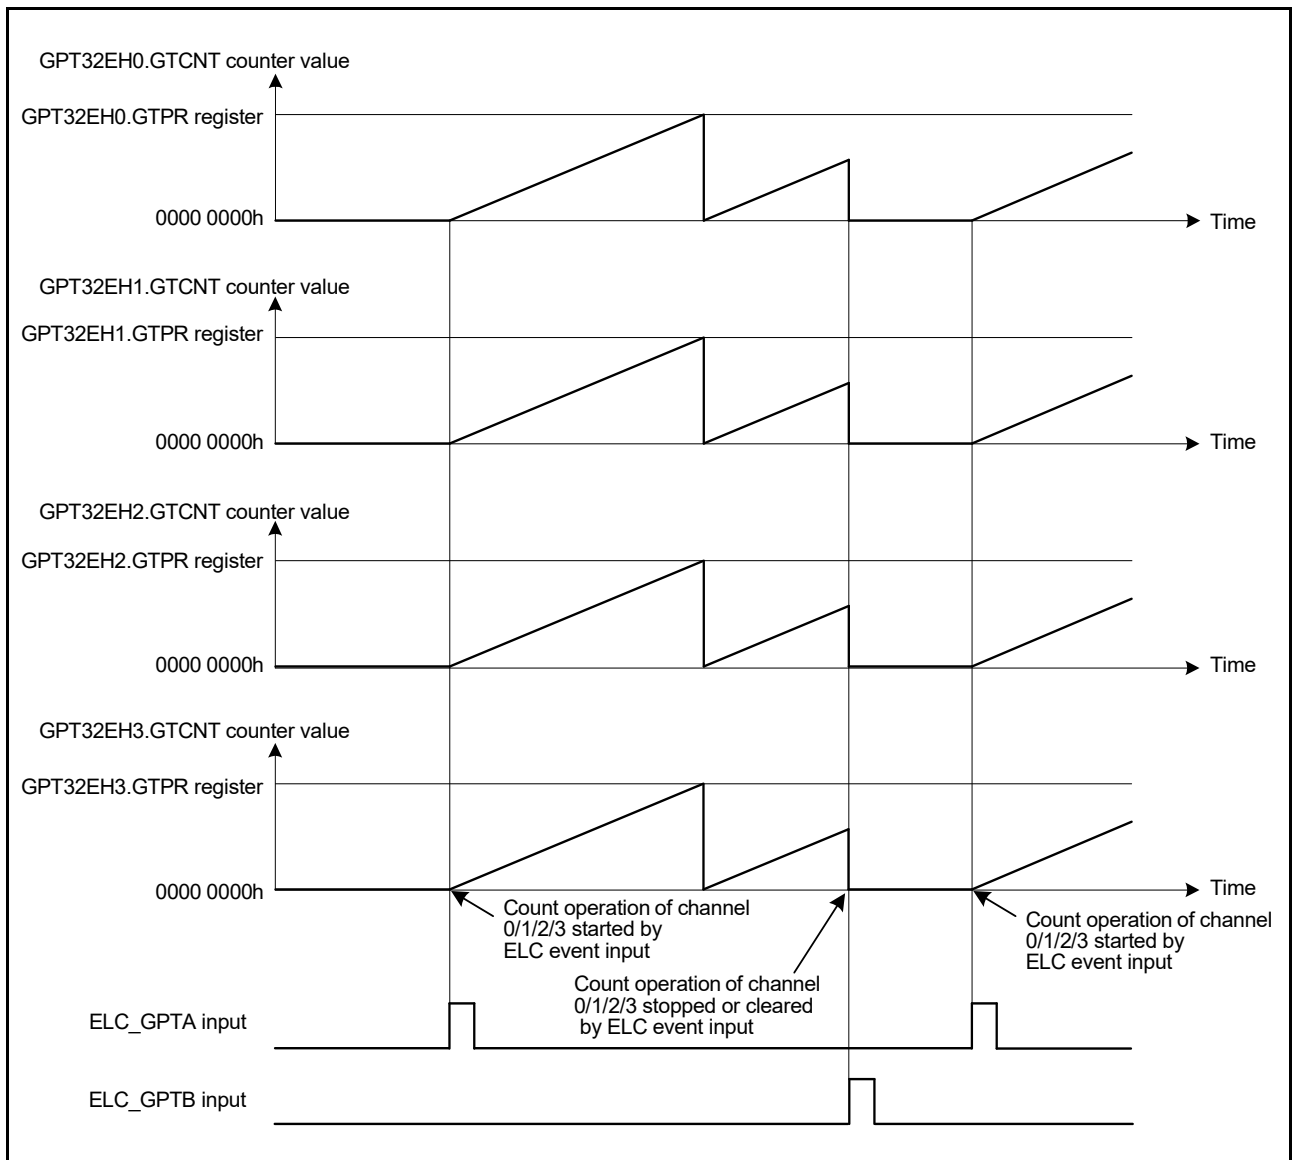 GPT32EH0.GTCNT counter value
GPT32EH0.GTPR register
0000 0000h
Time
GPT32EH1.GTCNT counter value
GPT32EH1.GTPR register
0000 0000h
Time
GPT32EH2.GTCNT counter value
GPT32EH2.GTPR register
0000 0000h
Time
GPT32EH3.GTCNT counter value
GPT32EH3.GTPR register
0000 0000h
Time
Count operation of channel
0/1/2/3 started by
ELC event input
Count operation of channel
0/1/2/3 stopped or cleared
by ELC event input
Count operation of channel
0/1/2/3 started by
ELC event input
ELC_GPTA input
ELC_GPTB input